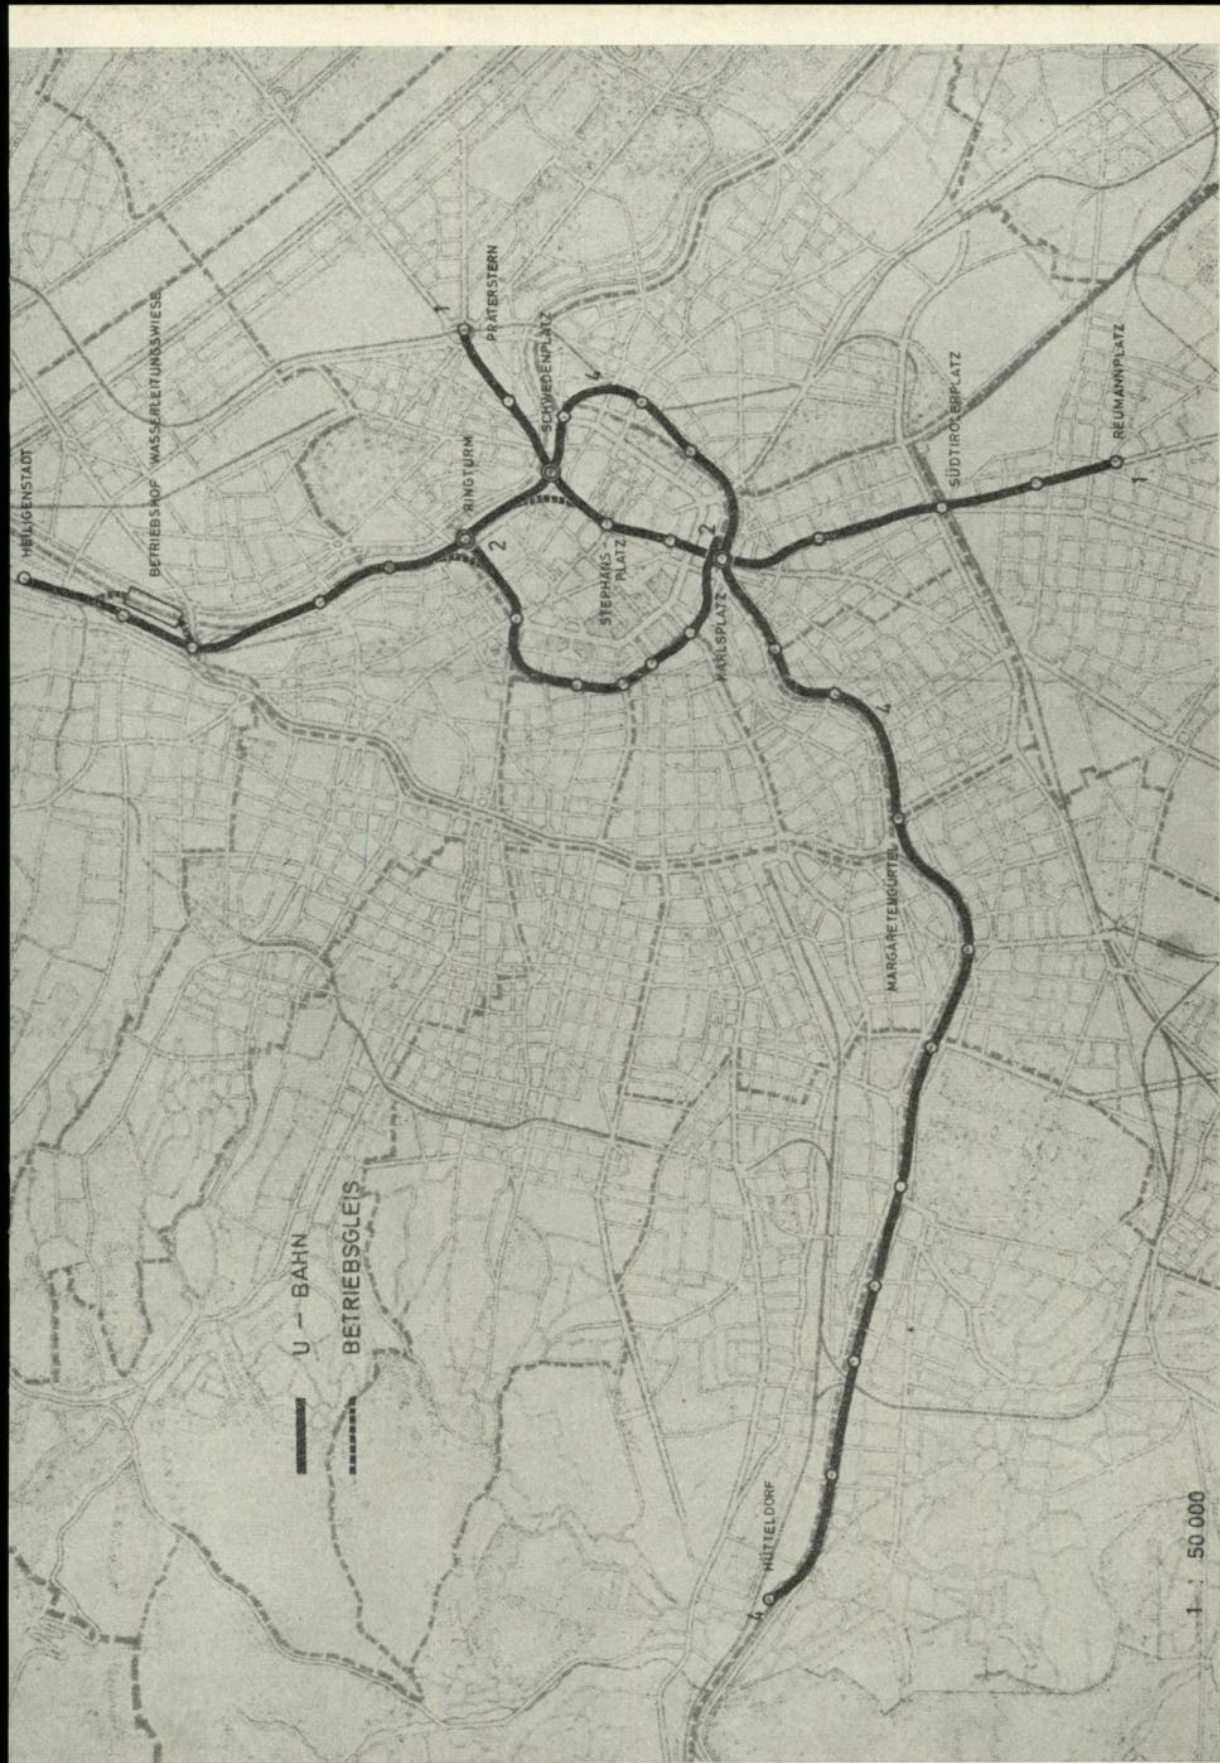 HEILIGENSTADT
BETRIEBSHOF WASSERLEITUNGSWIESE
1
PRATERSTERN
SCHWEDENPLATZ
RINGTURM
2
4
STEPHANS-
PLATZ
2
KARLSPLATZ
SÜDTIROLERPLATZ
REUMANNPLATZ
1
4
MARGARETENGÜRTEL
U - BAHN
BETRIEBSGLEIS
HÜTTELDORF
4
1 : 50 000